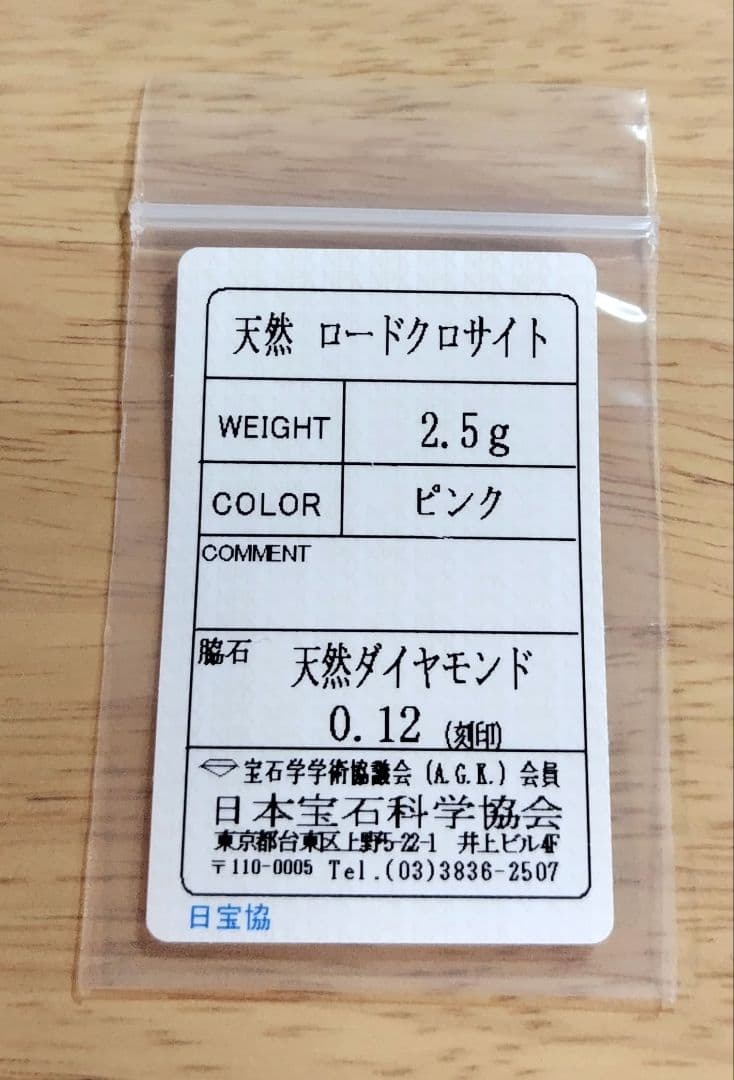 天然 ロードクロサイト
WEIGHT 2.5g
COLOR ピンク
COMMENT
脇石 天然ダイヤモンド
0.12 (刻印)
宝石学学術協議会 (A.G.K.) 会員
日本宝石科学協会
東京都台東区上野5-22-1 井上ビル4F
〒110-0005 Tel.(03)3836-2507
日宝協